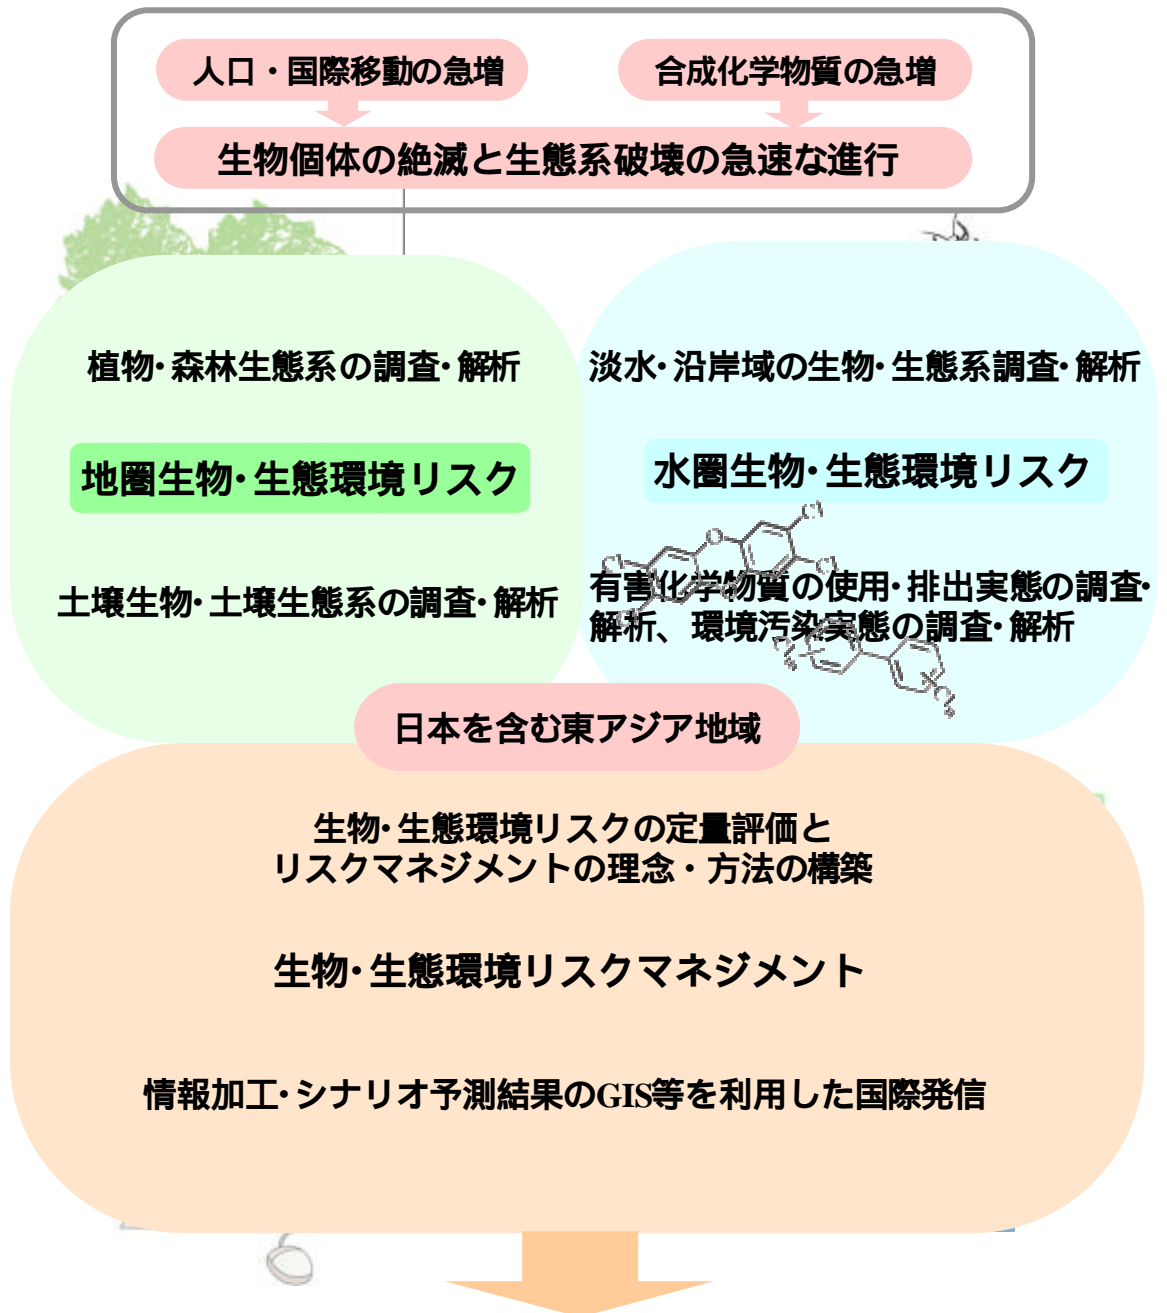 人口・国際移動の急増
合成化学物質の急増
生物個体の絶滅と生態系破壊の急速な進行
植物・森林生態系の調査・解析
地圏生物・生態環境リスク
土壌生物・土壌生態系の調査・解析
淡水・沿岸域の生物・生態系調査・解析
水圏生物・生態環境リスク
有害化学物質の使用・排出実態の調査・
解析、環境汚染実態の調査・解析
O
Cl
Cl
Cl
Cl
日本を含む東アジア地域
生物・生態環境リスクの定量評価と
リスクマネジメントの理念・方法の構築
生物・生態環境リスクマネジメント
情報加工・シナリオ予測結果のGIS等を利用した国際発信